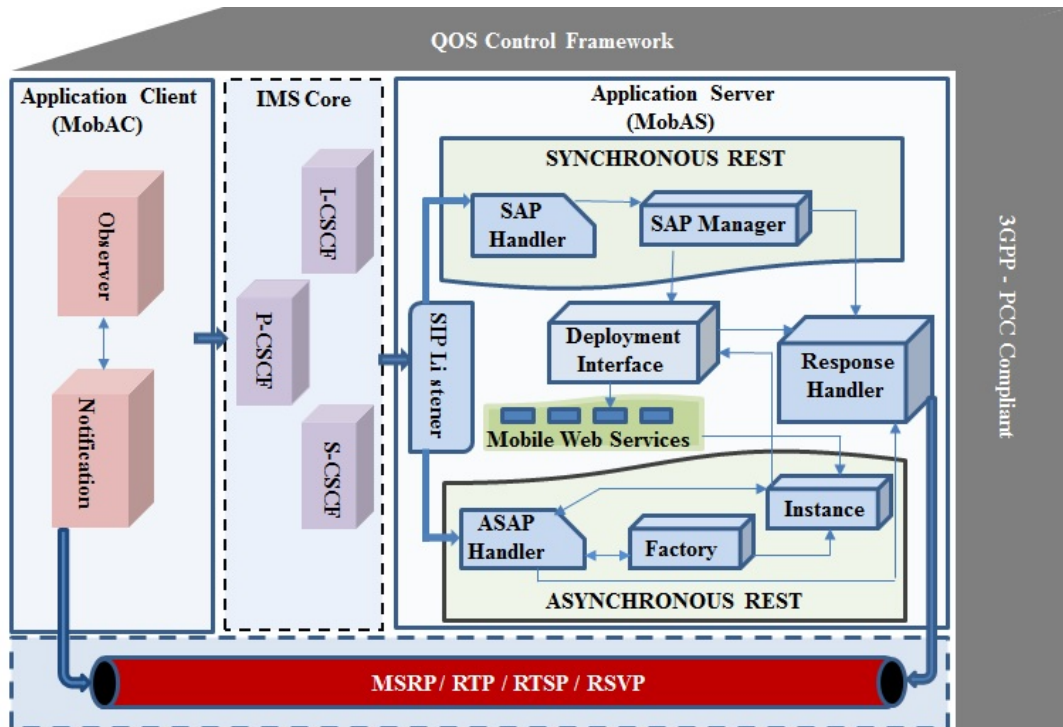 QOS Control Framework
Application Client
(MobAC)
IMS Core
Application Server
(MobAS)
SYNCHRONOUS REST
Observer
I-CSCF
SAP
Handler
SAP Manager
3GPP - PCC Compliant
P-CSCF
SIP Li stener
Deployment
Interface
Response
Handler
Notification
Mobile Web Services
S-CSCF
ASAP
Handler
Factory
Instance
ASYNCHRONOUS REST
MSRP / RTP / RTSP / RSVP